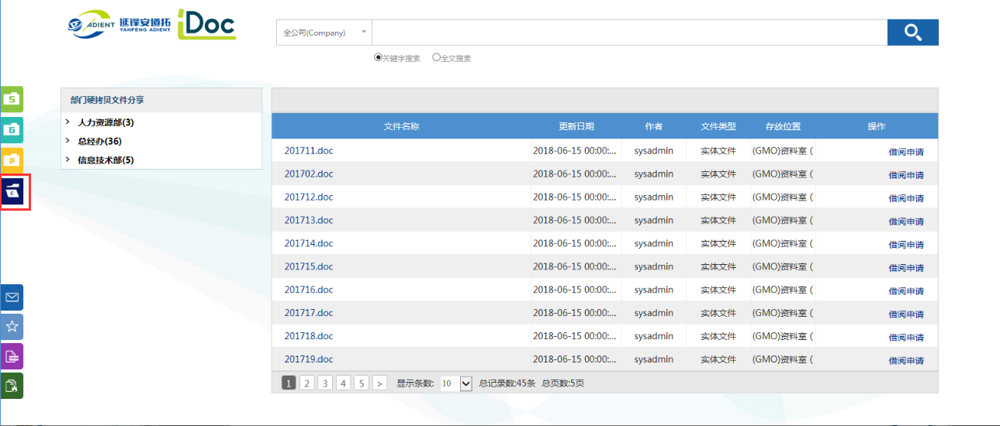 ADIENT 延锋安道拓 YANFENG ADIENT iDoc
全公司(Company)
关键字搜索 全文搜索
S
G
P
C
部门硬拷贝文件分享
人力资源部(3)
总经办(36)
信息技术部(5)
文件名称 更新日期 作者 文件类型 存放位置 操作
201711.doc 2018-06-15 00:00:... sysadmin 实体文件 (GMO)资料室 ( 借阅申请
201702.doc 2018-06-15 00:00:... sysadmin 实体文件 (GMO)资料室 ( 借阅申请
201712.doc 2018-06-15 00:00:... sysadmin 实体文件 (GMO)资料室 ( 借阅申请
201713.doc 2018-06-15 00:00:... sysadmin 实体文件 (GMO)资料室 ( 借阅申请
201714.doc 2018-06-15 00:00:... sysadmin 实体文件 (GMO)资料室 ( 借阅申请
201715.doc 2018-06-15 00:00:... sysadmin 实体文件 (GMO)资料室 ( 借阅申请
201716.doc 2018-06-15 00:00:... sysadmin 实体文件 (GMO)资料室 ( 借阅申请
201717.doc 2018-06-15 00:00:... sysadmin 实体文件 (GMO)资料室 ( 借阅申请
201718.doc 2018-06-15 00:00:... sysadmin 实体文件 (GMO)资料室 ( 借阅申请
201719.doc 2018-06-15 00:00:... sysadmin 实体文件 (GMO)资料室 ( 借阅申请
1 2 3 4 5 > 显示条数: 10 总记录数:45条 总页数:5页